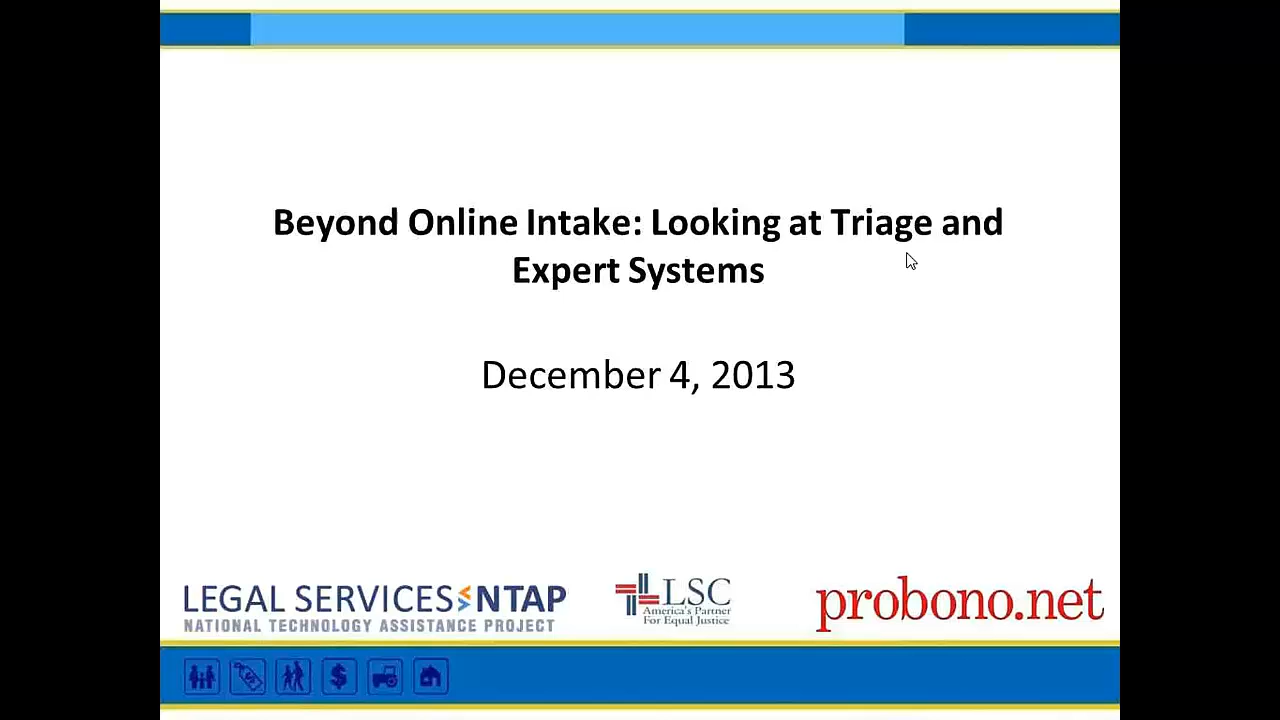 Beyond Online Intake: Looking at Triage and
Expert Systems
December 4, 2013
LEGAL SERVICES NTAP
NATIONAL TECHNOLOGY ASSISTANCE PROJECT
LSC
America's Partner
For Equal Justice
probono.net
$